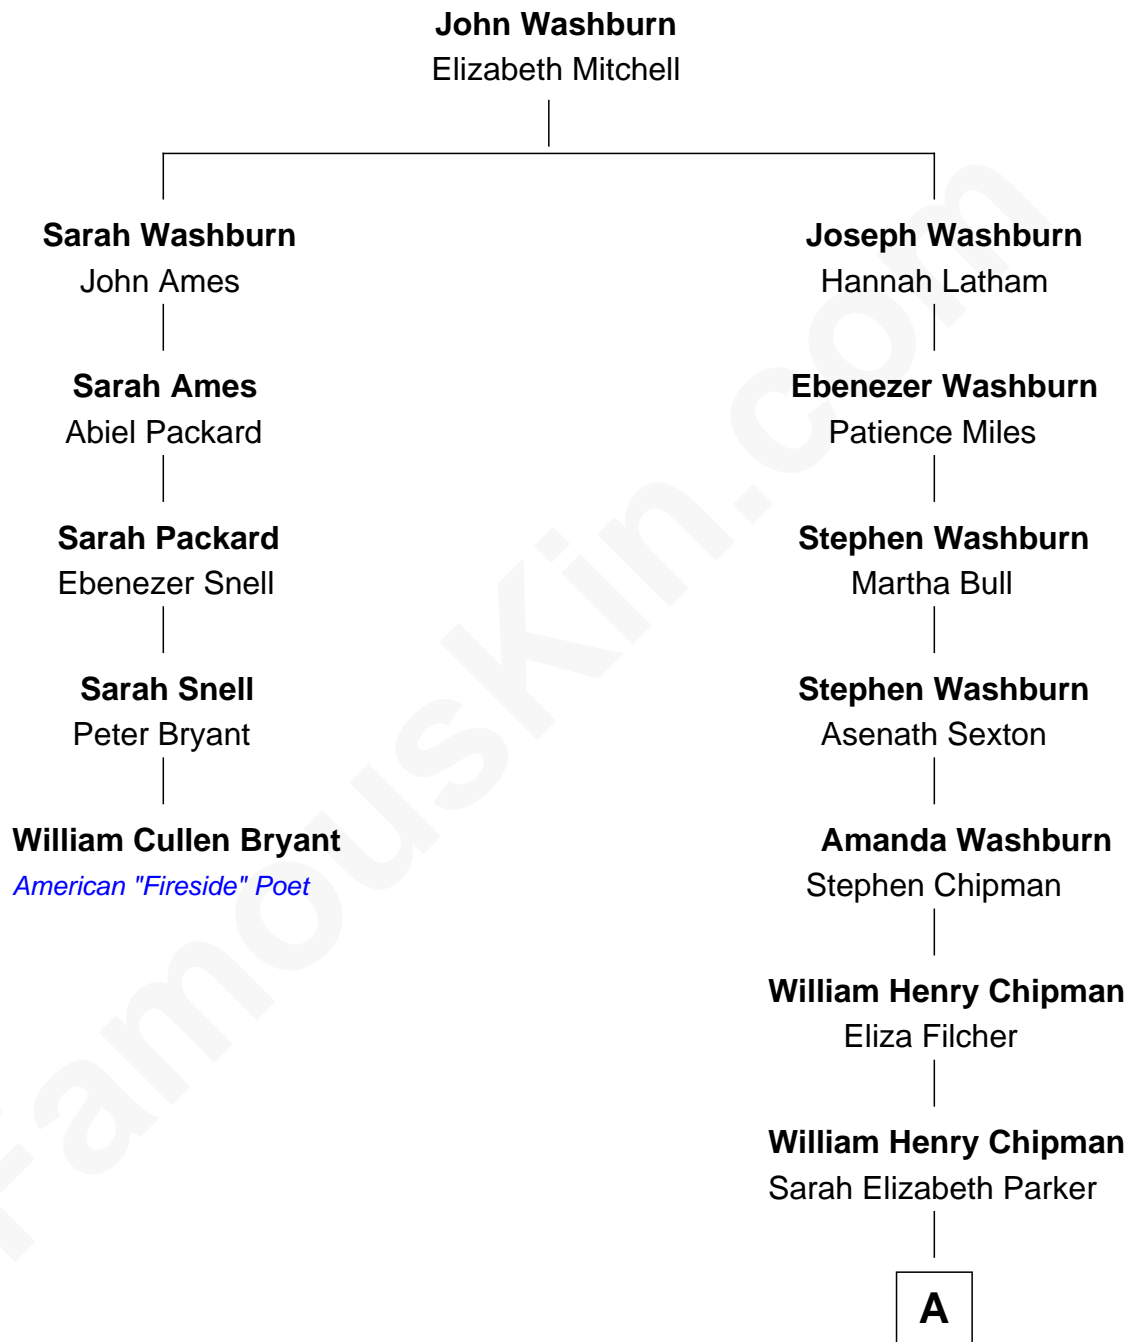 John Washburn
Elizabeth Mitchell
Sarah Washburn
John Ames
Joseph Washburn
Hannah Latham
Sarah Ames
Abiel Packard
Ebenezer Washburn
Patience Miles
Sarah Packard
Ebenezer Snell
Stephen Washburn
Martha Bull
Sarah Snell
Peter Bryant
Stephen Washburn
Asenath Sexton
William Cullen Bryant
American "Fireside" Poet
Amanda Washburn
Stephen Chipman
William Henry Chipman
Eliza Filcher
William Henry Chipman
Sarah Elizabeth Parker
A
FamousKin.com